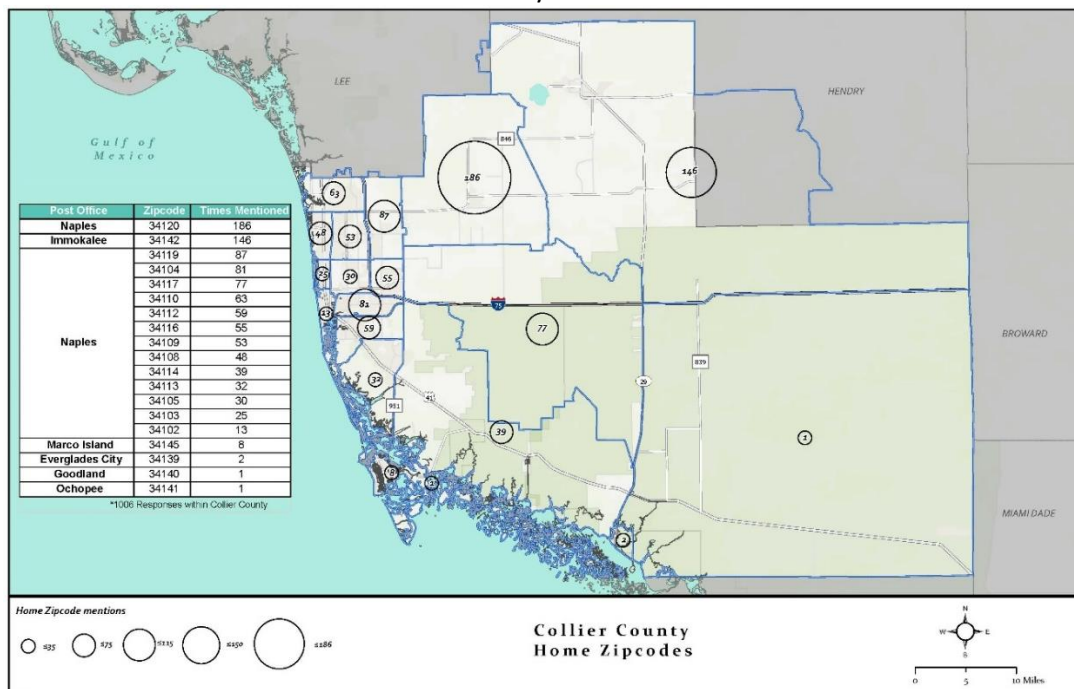 LEE
HENDRY
Gulf of
Mexico
846
186
146
63
87
48
53
25
30
55
81
75
13
59
77
BROWARD
839
32
29
41
951
39
1
8
2
MIAMI DADE
Post Office Zipcode Times Mentioned
Naples 34120 186
Immokalee 34142 146
Naples
34119 87
34104 81
34117 77
34110 63
34112 59
34116 55
34109 53
34108 48
34114 39
34113 32
34105 30
34103 25
34102 13
Marco Island 34145 8
Everglades City 34139 2
Goodland 34140 1
Ochopee 34141 1
*1006 Responses within Collier County
Home Zipcode mentions
≤35 ≤75 ≤115 ≤150 ≤186
Collier County
Home Zipcodes
N
W E
S
0 5 10 Miles